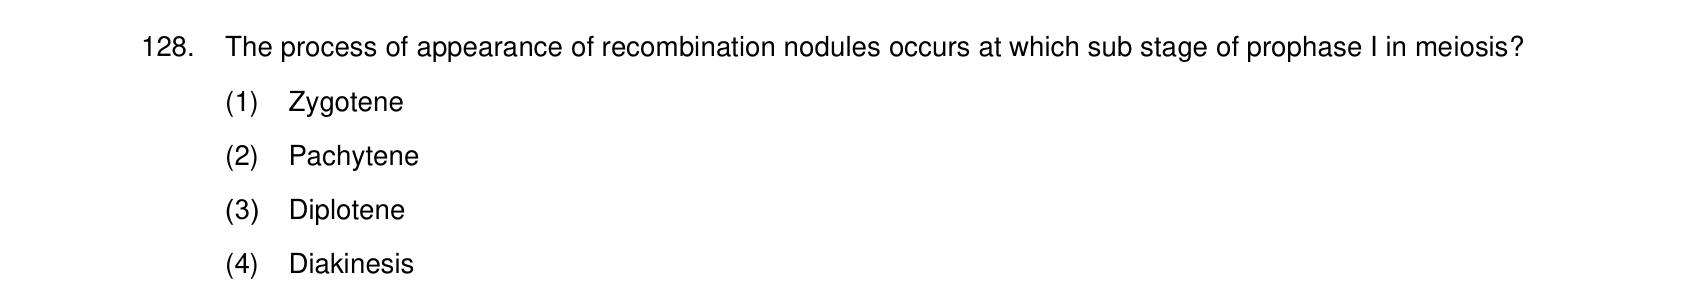 128. The process of appearance of recombination nodules occurs at which sub stage of prophase I in meiosis?
(1) Zygotene
(2) Pachytene
(3) Diplotene
(4) Diakinesis